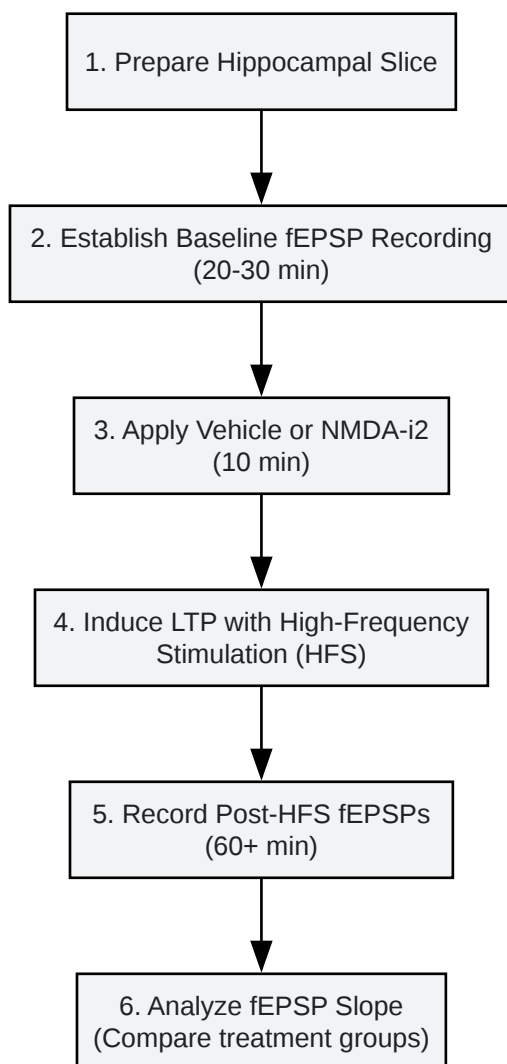 1. Prepare Hippocampal Slice
2. Establish Baseline fEPSP Recording
(20-30 min)
3. Apply Vehicle or NMDA-i2
(10 min)
4. Induce LTP with High-Frequency
Stimulation (HFS)
5. Record Post-HFS fEPSPs
(60+ min)
6. Analyze fEPSP Slope
(Compare treatment groups)